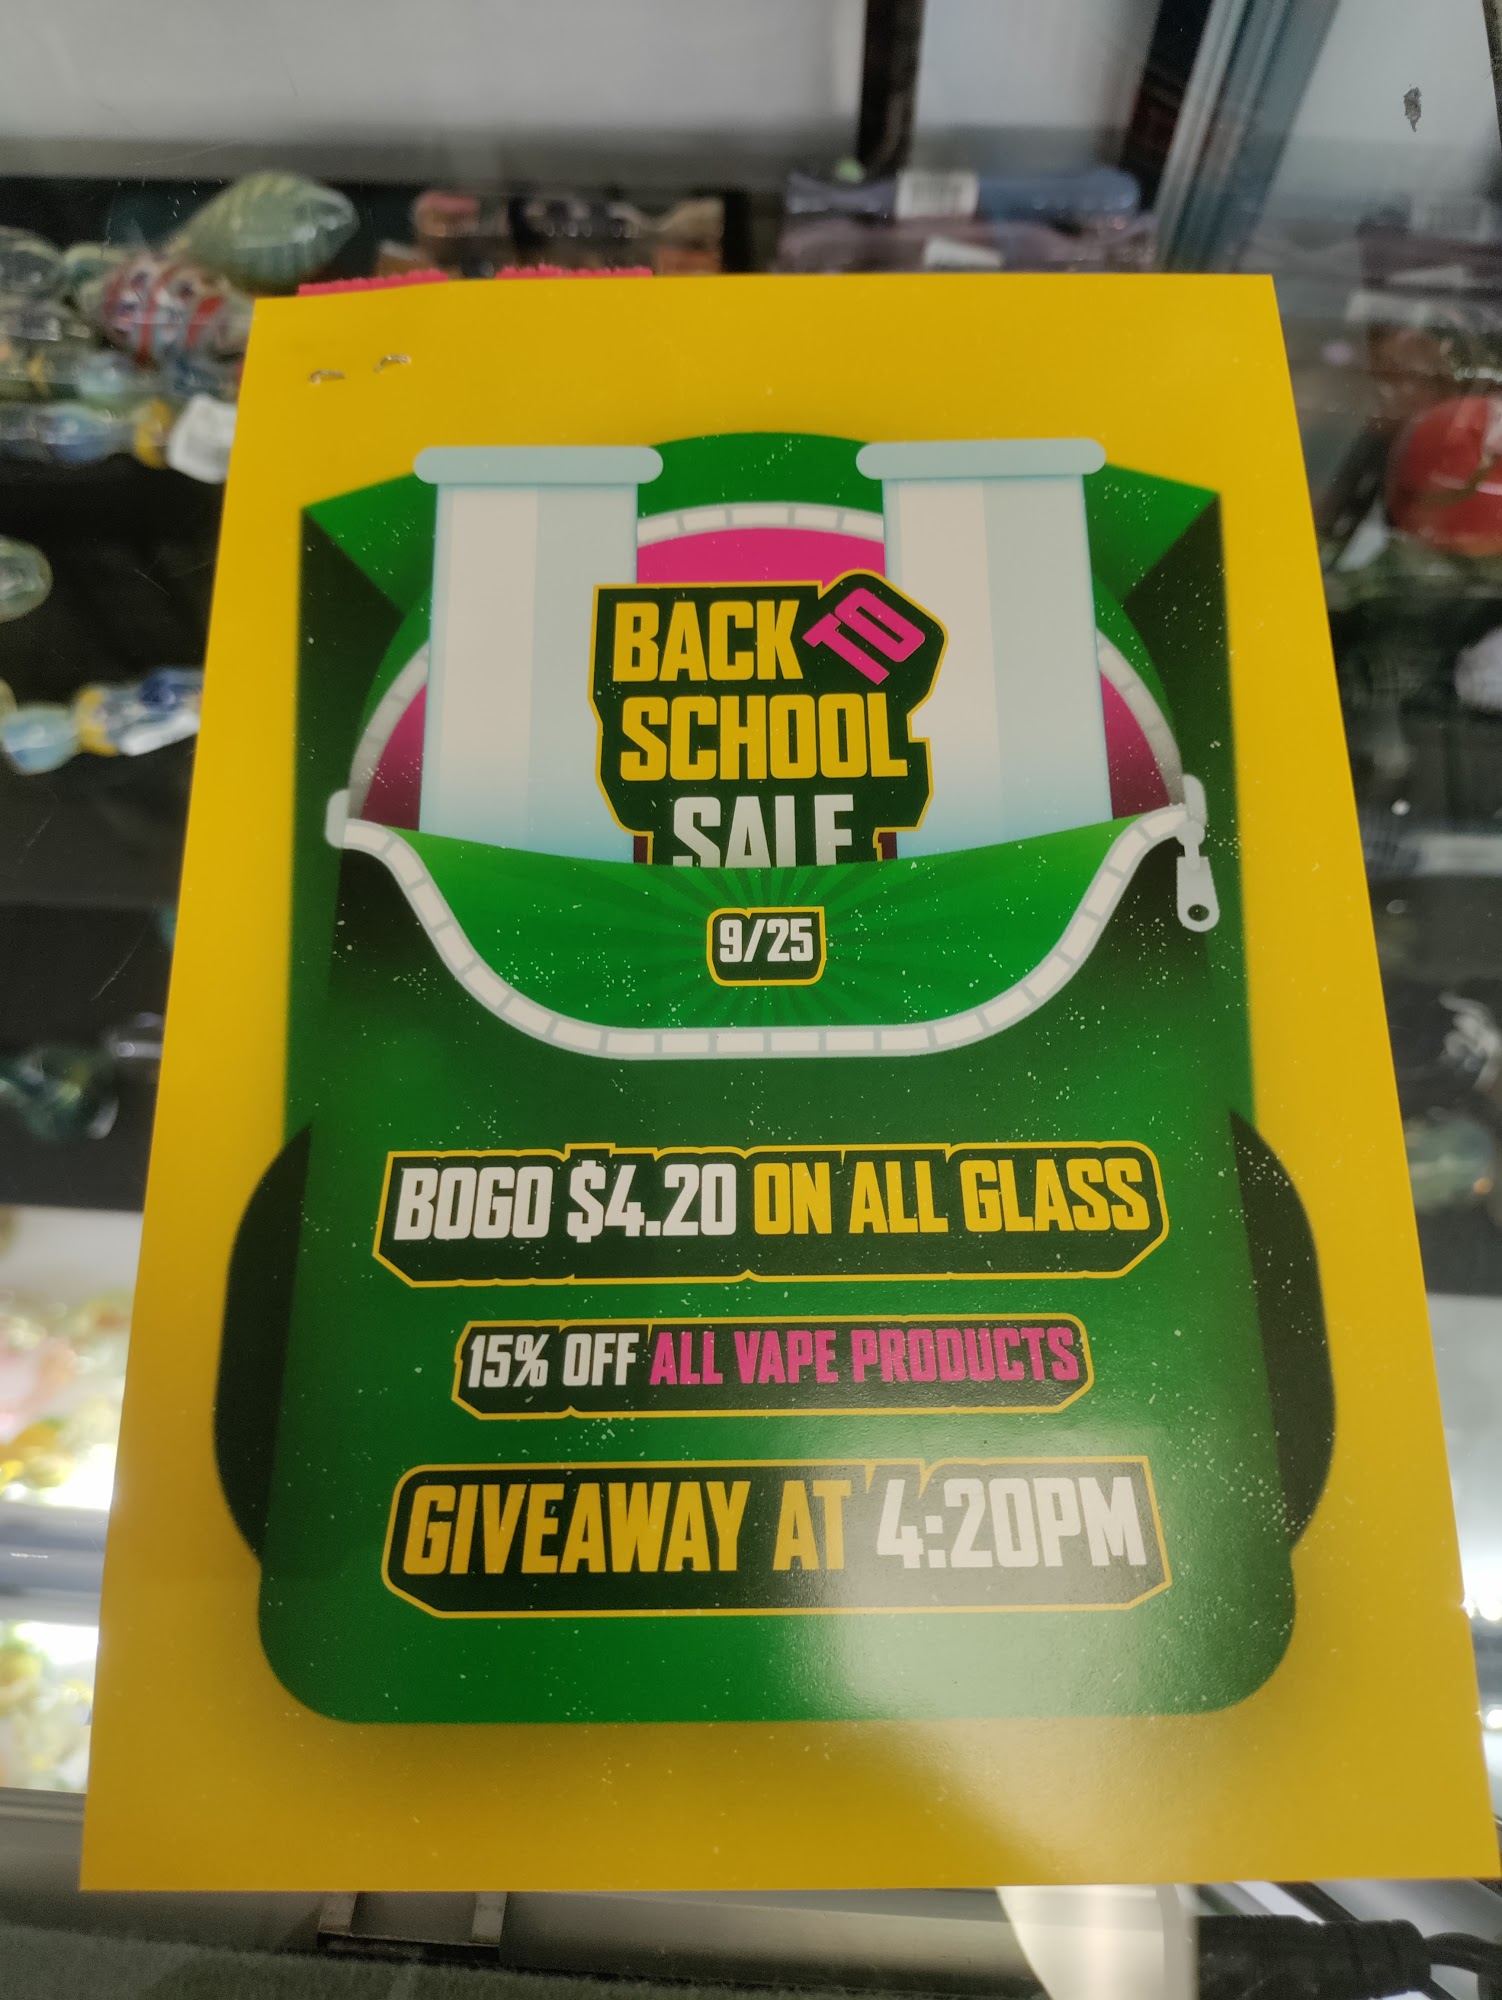 BACK TO
SCHOOL
SALE
9/25
BOGO $4.20 ON ALL GLASS
15% OFF ALL VAPE PRODUCTS
GIVEAWAY AT 4:20PM